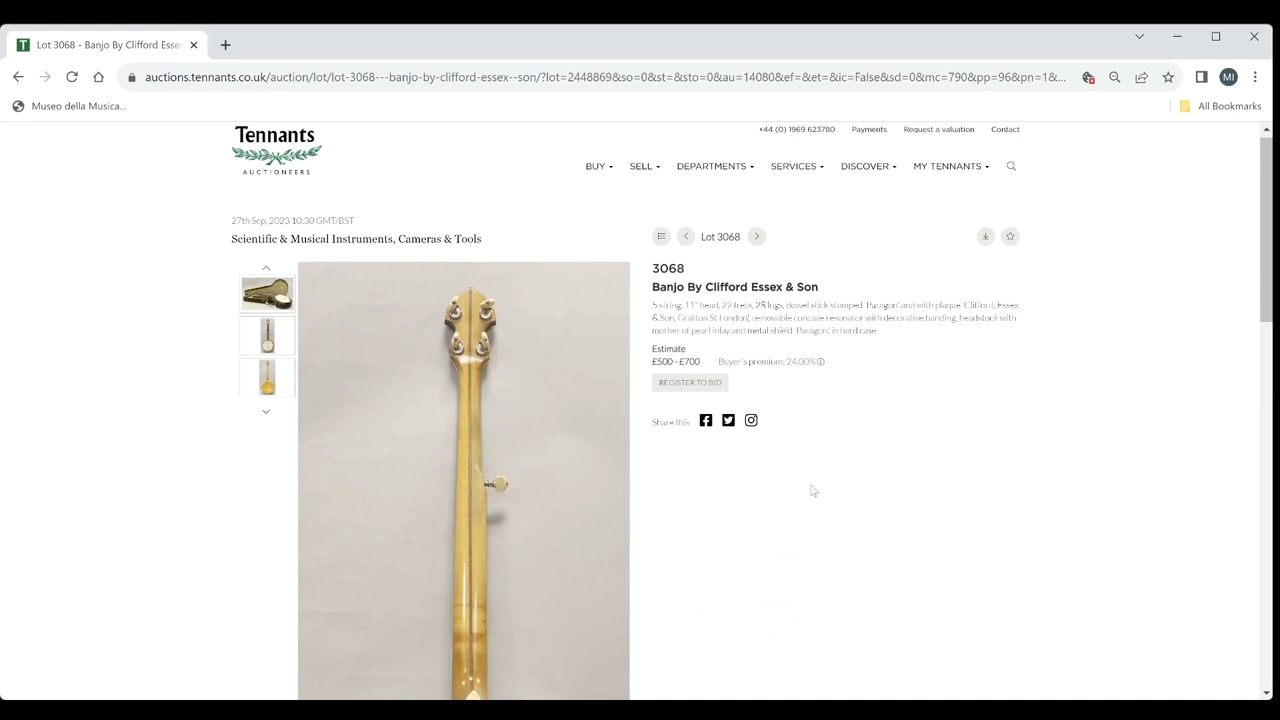 Lot 3068 - Banjo By Clifford Esse
auctions.tennants.co.uk/auction/lot/lot-3068---banjo-by-clifford-essex--son/?lot=2448869&so=0&st=&sto=0&au=14080&ef=&et=&ic=False&sd=0&mc=790&pp=96&pn=1&...
MI
Museo della Musica...
All Bookmarks
Tennants
AUCTIONEERS
+44 (0) 1969 623780 Payments Request a valuation Contact
BUY SELL DEPARTMENTS SERVICES DISCOVER MY TENNANTS
27th Sep, 2023 10:30 GMT/BST
Scientific & Musical Instruments, Cameras & Tools
Lot 3068
3068
Banjo By Clifford Essex & Son
5 string, 11" head, 22 frets, 28 lugs, dowel stick stamped 'Paragon' and with plaque 'Clifford, Essex
& Son, Grafton St London', removable concave resonator with decorative banding, headstock with
mother of pearl inlay and metal shield 'Paragon', in hard case
Estimate
£500 - £700 Buyer's premium: 24.00%
REGISTER TO BID
Share this